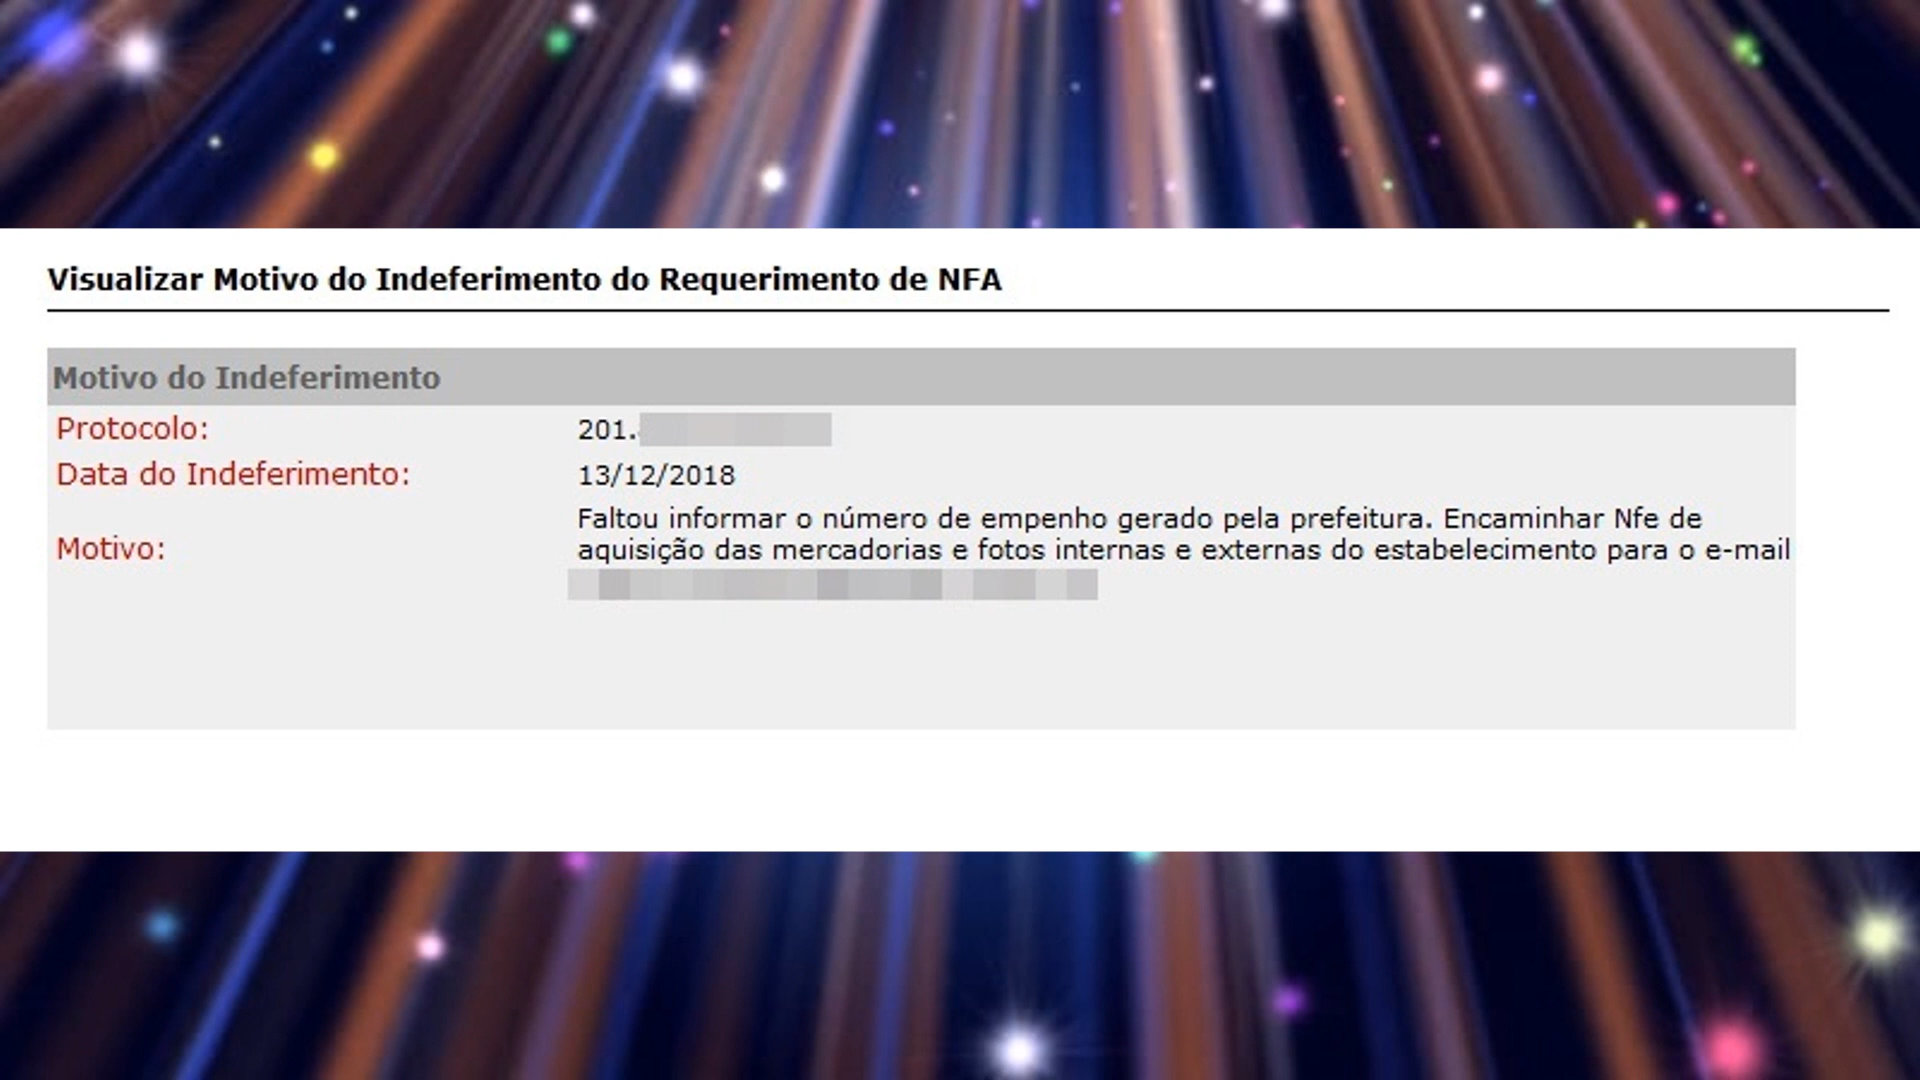 Visualizar Motivo do Indeferimento do Requerimento de NFA
Motivo do Indeferimento
Protocolo: 201.
Data do Indeferimento: 13/12/2018
Faltou informar o número de empenho gerado pela prefeitura. Encaminhar Nfe de
Motivo: aquisição das mercadorias e fotos internas e externas do estabelecimento para o e-mail